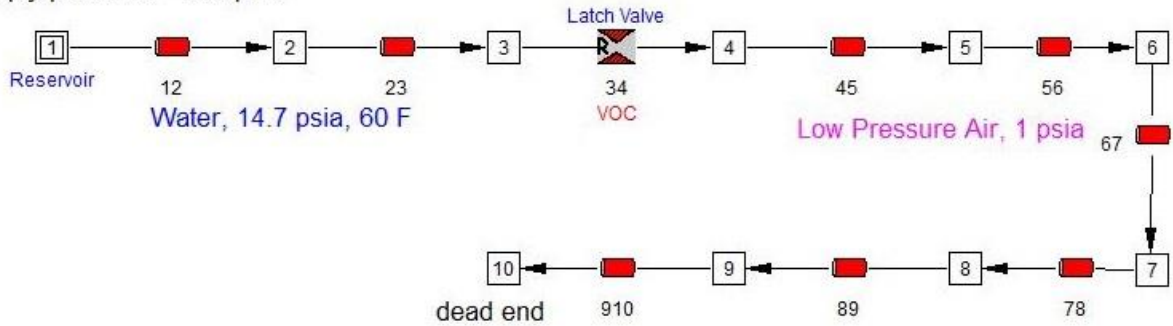 Latch Valve
1 2 3 R 4 5 6
Reservoir 12 23 34 45 56
VOC
Water, 14.7 psia, 60 F
Low Pressure Air, 1 psia 67
10 9 8 7
dead end 910 89 78